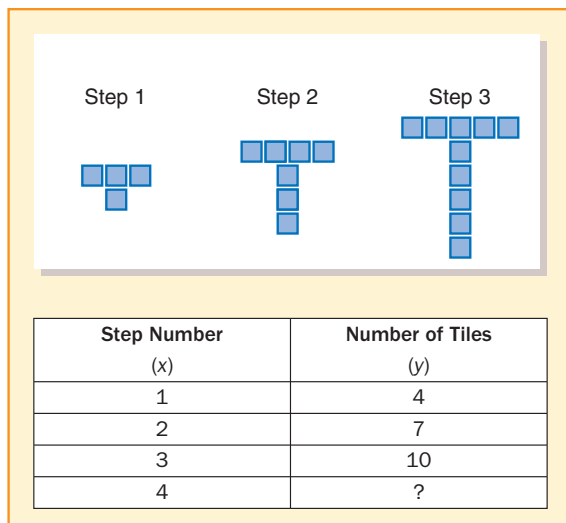 Step 1 Step 2 Step 3
Step Number Number of Tiles
(x) (y)
1 4
2 7
3 10
4 ?